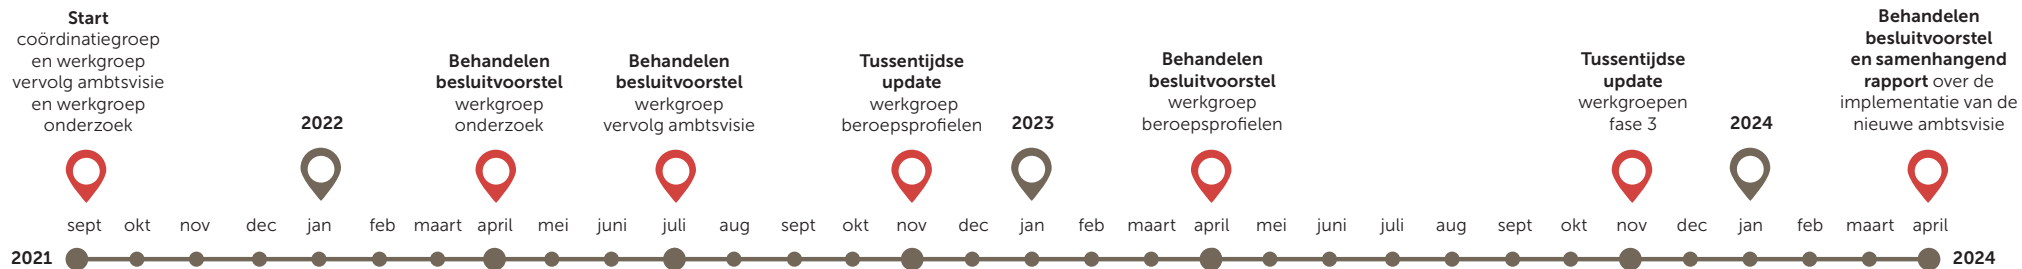 Start
coördinatiegroep
en werkgroep
vervolg ambtsvisie
en werkgroep
onderzoek
2022
Behandelen
besluitvoorstel
werkgroep
onderzoek
Behandelen
besluitvoorstel
werkgroep
vervolg ambtsvisie
Tussentijdse
update
werkgroep
beroepsprofielen
2023
Behandelen
besluitvoorstel
werkgroep
beroepsprofielen
Tussentijdse
update
werkgroepen
fase 3
2024
Behandelen
besluitvoorstel
en samenhangend
rapport over de
implementatie van de
nieuwe ambtsvisie
sept okt nov dec jan feb maart april mei juni juli aug sept okt nov dec jan feb maart april mei juni juli aug sept okt nov dec jan feb maart april
2021 2024